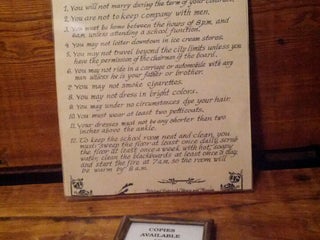 1. You will not marry during the term of your contract.
2. You are not to keep company with men.
3. You must be home between the hours of 8 p.m. and
6 a.m. unless attending a school function.
4. You may not loiter downtown in ice cream stores.
5. You may not travel beyond the city limits unless you
have the permission of the chairman of the board.
6. You may not ride in a carriage or automobile with any
man unless he is your father or brother.
7. You may not smoke cigarettes.
8. You may not dress in bright colors.
9. You may under no circumstances dye your hair.
10. You must wear at least two petticoats.
11. Your dresses must not be any shorter than two
inches above the ankle.
12. To keep the school room neat and clean, you
must: sweep the floor at least once daily, scrub
the floor at least once a week with hot, soapy
water, clean the blackboards at least once a day
and start the fire at 7 a.m. so the room will
be warm by 8 a.m.
COPIES
AVAILABLE